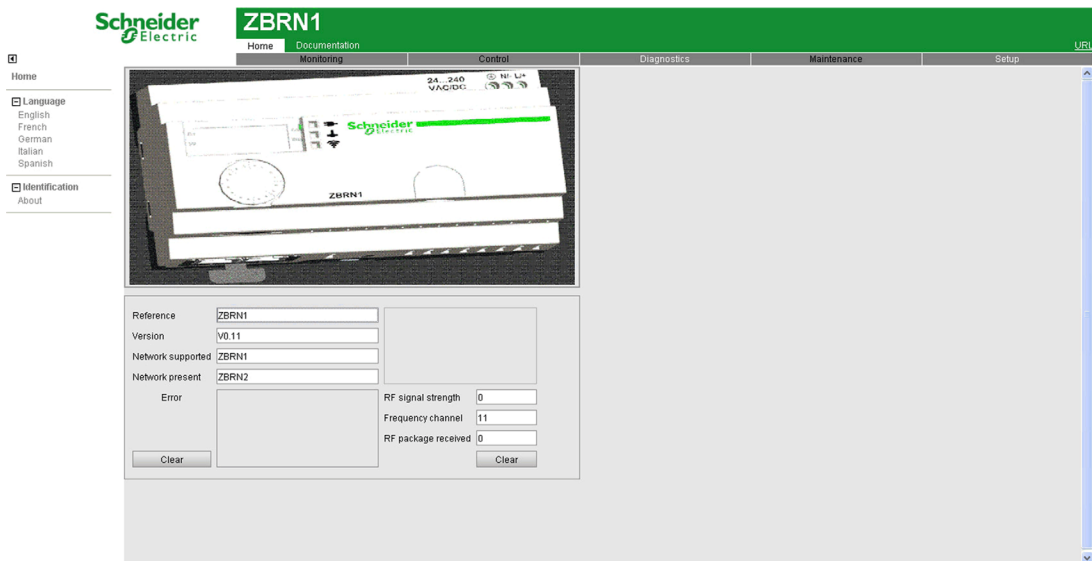 Schneider Electric
ZBRN1
Home Documentation URL
Monitoring Control Diagnostics Maintenance Setup
Home
Language
English
French
German
Italian
Spanish
Identification
About
24...240 N/- L/+
VAC/DC
Schneider Electric
ZBRN1
Reference ZBRN1
Version V0.11
Network supported ZBRN1
Network present ZBRN2
Error RF signal strength 0
Frequency channel 11
RF package received 0
Clear Clear